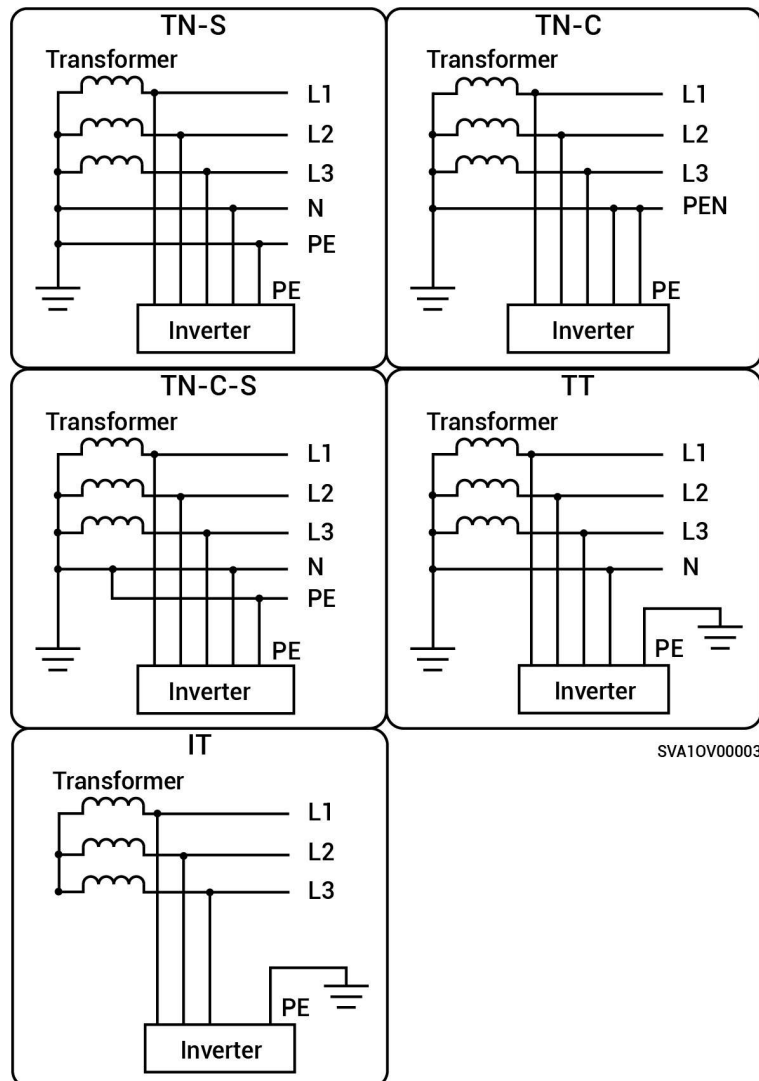 TN-S
Transformer
L1
L2
L3
N
PE
PE
Inverter
TN-C
Transformer
L1
L2
L3
PEN
PE
Inverter
TN-C-S
Transformer
L1
L2
L3
N
PE
PE
Inverter
TT
Transformer
L1
L2
L3
N
PE
Inverter
SVA10V00003
IT
Transformer
L1
L2
L3
PE
Inverter